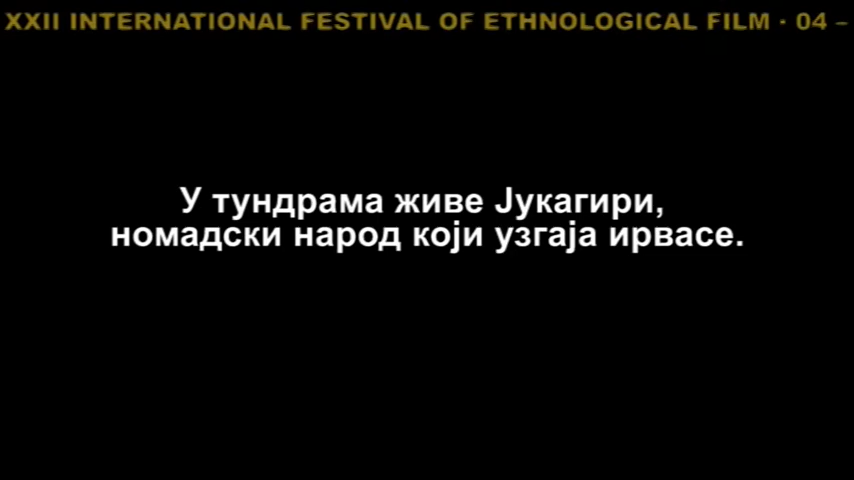 XXII INTERNATIONAL FESTIVAL OF ETHNOLOGICAL FILM · 04 –
У тундрама живе Јукагири,
номадски народ који узгаја ирвасе.